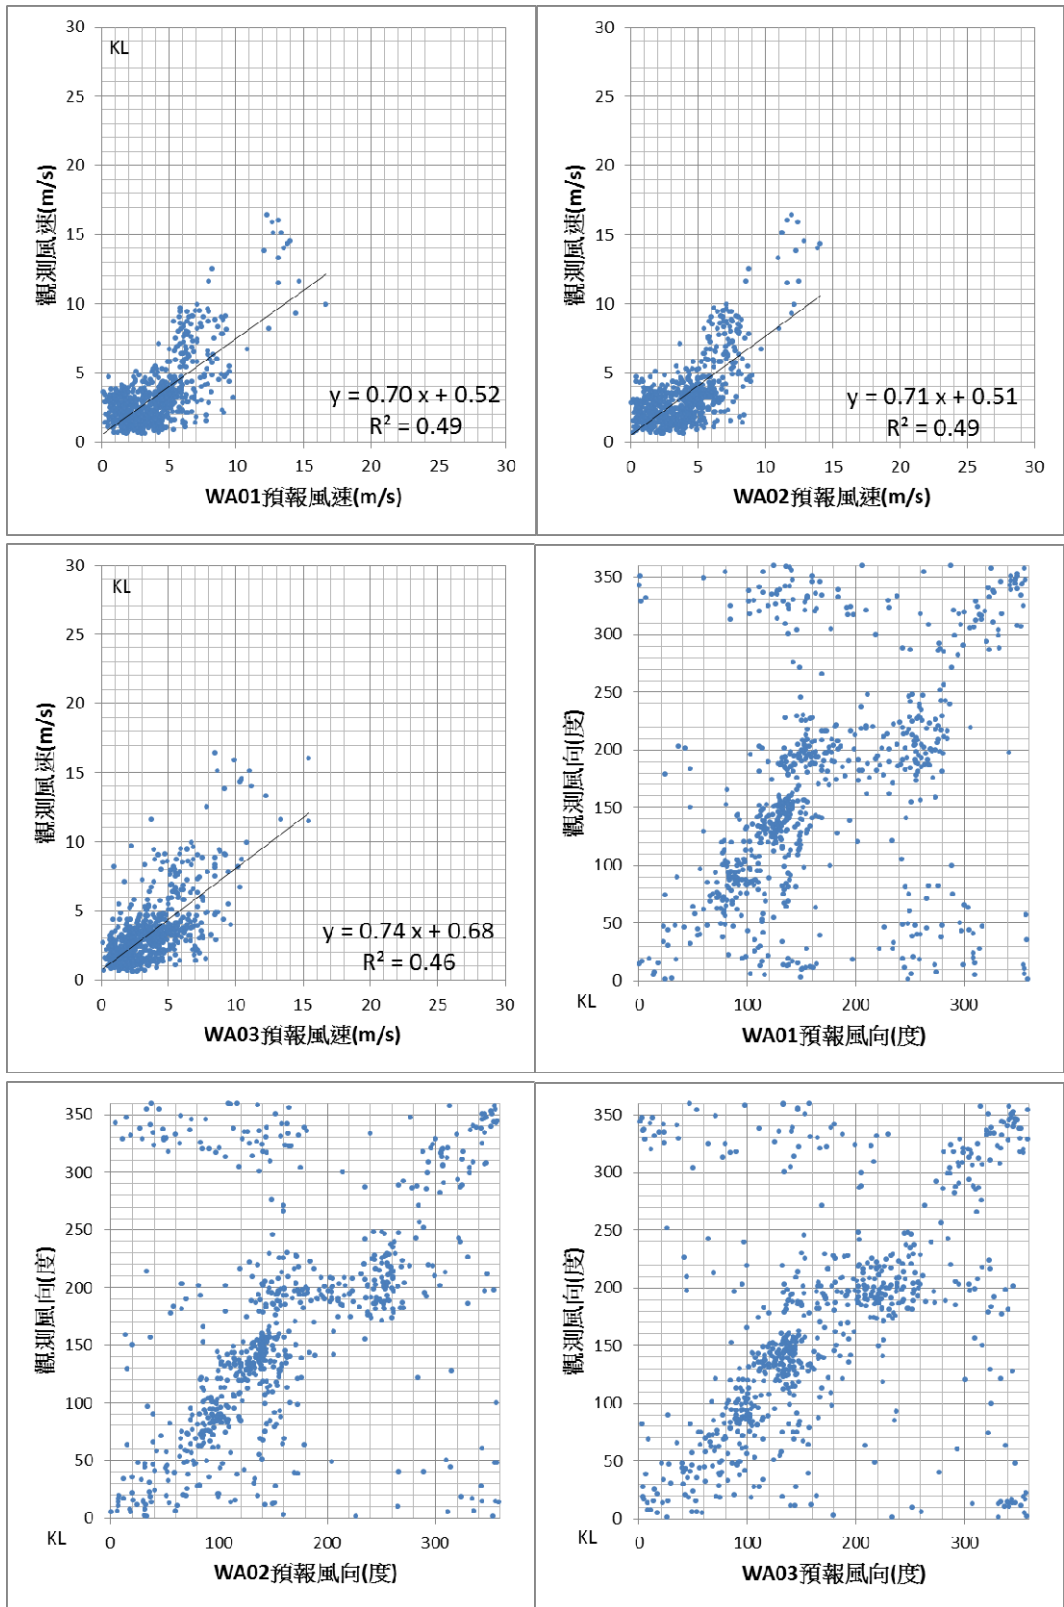 KL
30
25
20
15
10
5
0
觀測風速(m/s)
y = 0.70 x + 0.52
R² = 0.49
0 5 10 15 20 25 30
WA01預報風速(m/s)
30
25
20
15
10
5
0
觀測風速(m/s)
y = 0.71 x + 0.51
R² = 0.49
0 5 10 15 20 25 30
WA02預報風速(m/s)
KL
30
25
20
15
10
5
0
觀測風速(m/s)
y = 0.74 x + 0.68
R² = 0.46
0 5 10 15 20 25 30
WA03預報風速(m/s)
350
300
250
200
150
100
50
0
觀測風向(度)
KL
0 100 200 300
WA01預報風向(度)
350
300
250
200
150
100
50
0
觀測風向(度)
KL
0 100 200 300
WA02預報風向(度)
350
300
250
200
150
100
50
0
觀測風向(度)
KL
0 100 200 300
WA03預報風向(度)